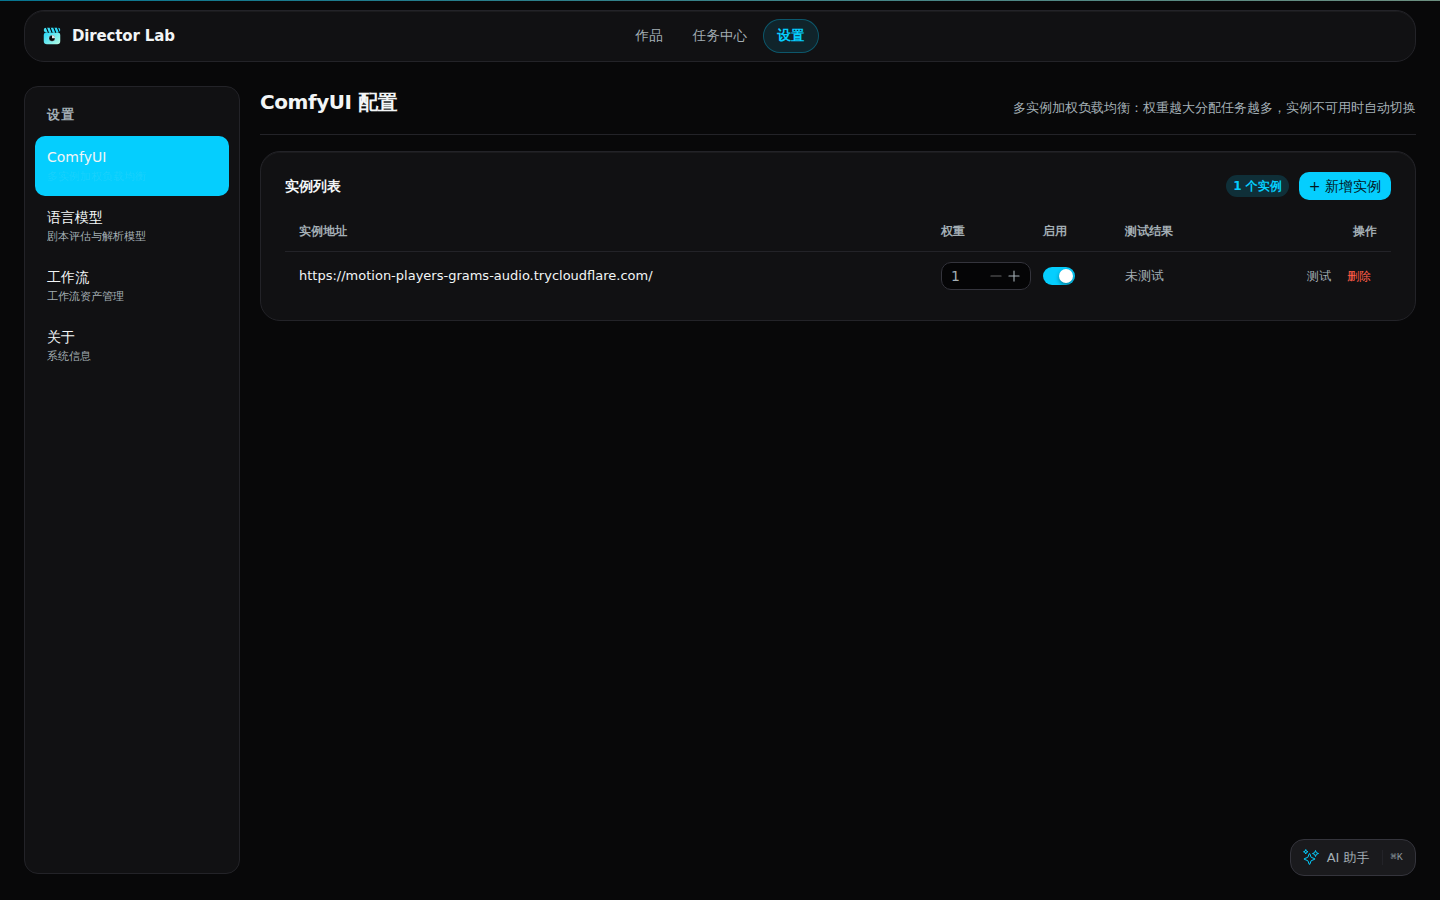 Director Lab
作品
任务中心
设置
设置
ComfyUI
语言模型
剧本评估与解析模型
工作流
工作流资产管理
关于
系统信息
ComfyUI 配置
多实例加权负载均衡：权重越大分配任务越多，实例不可用时自动切换
实例列表
1 个实例
+ 新增实例
实例地址 权重 启用 测试结果 操作
https://motion-players-grams-audio.trycloudflare.com/ 1 未测试 测试 删除
AI 助手 ⌘K